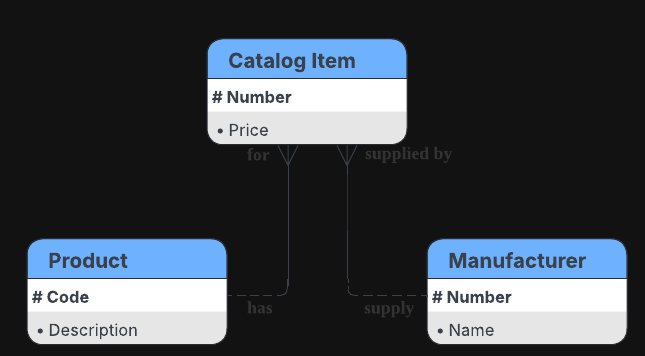 Catalog Item
# Number
• Price
for
supplied by
Product
# Code
• Description
has
supply
Manufacturer
# Number
• Name